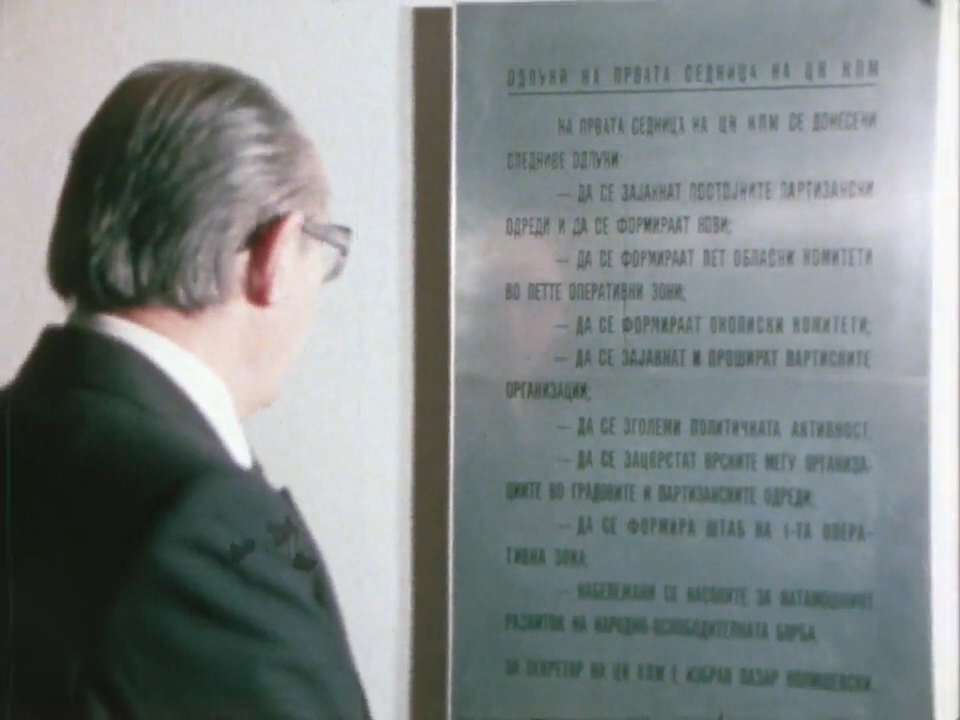 ОДЛУКИ НА ПРВАТА СЕДНИЦА НА ЦК КПМ
НА ПРВАТА СЕДНИЦА НА ЦК КПМ СЕ ДОНЕСЕНИ
СЛЕДНИВЕ ОДЛУКИ:
— ДА СЕ ЗАЈАКНАТ ПОСТОЈНИТЕ ПАРТИЗАНСКИ
ОДРЕДИ И ДА СЕ ФОРМИРААТ НОВИ;
— ДА СЕ ФОРМИРААТ ПЕТ ОБЛАСНИ КОМИТЕТИ
ВО ПЕТТЕ ОПЕРАТИВНИ ЗОНИ;
— ДА СЕ ФОРМИРААТ ОКОЛИСКИ КОМИТЕТИ;
— ДА СЕ ЗАЈАКНАТ И ПРОШИРАТ ПАРТИСКИТЕ
ОРГАНИЗАЦИИ;
— ДА СЕ ЗГОЛЕМИ ПОЛИТИЧКАТА АКТИВНОСТ
— ДА СЕ ЗАЦВРСТАТ ВРСКИТЕ МЕГУ ОРГАНИЗА-
ЦИИТЕ ВО ГРАДОВИТЕ И ПАРТИЗАНСКИТЕ ОДРЕДИ;
— ДА СЕ ФОРМИРА ШТАБ НА 1-ТА ОПЕРА-
ТИВНА ЗОНА.
— НАБЕЛЕЖАНИ СЕ НАСОКИТЕ ЗА НАТАМОШНИОТ
РАЗВИТОК НА НАРОДНО-ОСЛОБОДИТЕЛНАТА БОРБА.
ЗА СЕКРЕТАР НА ЦК КПМ Е ИЗБРАН ЛАЗАР КОЛИШЕВСКИ.